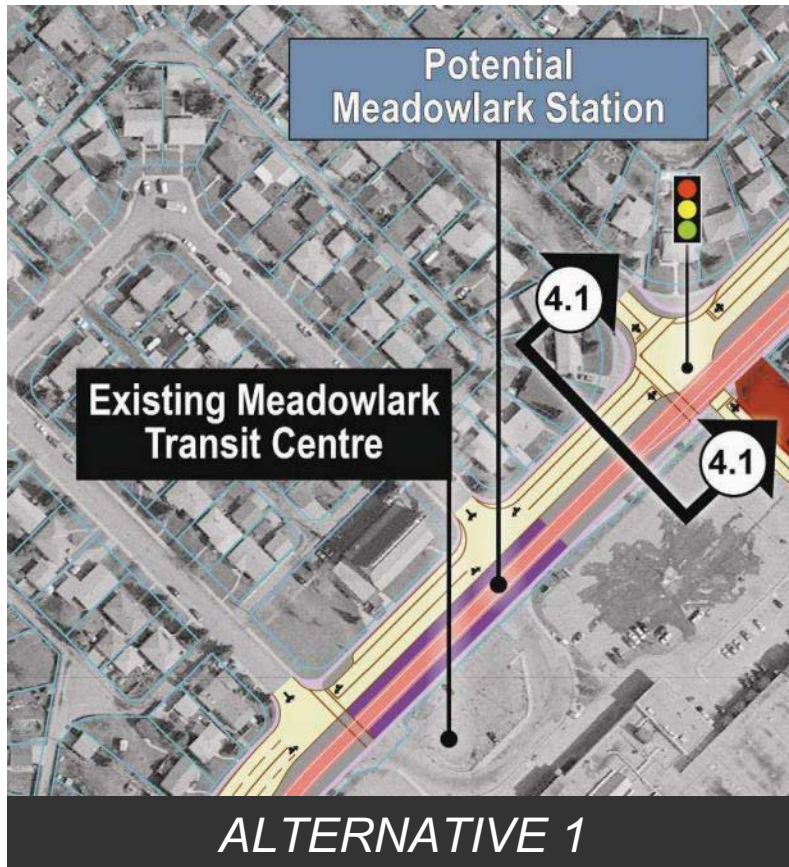 Potential
Meadowlark Station
4.1
Existing Meadowlark
Transit Centre
4.1
ALTERNATIVE 1